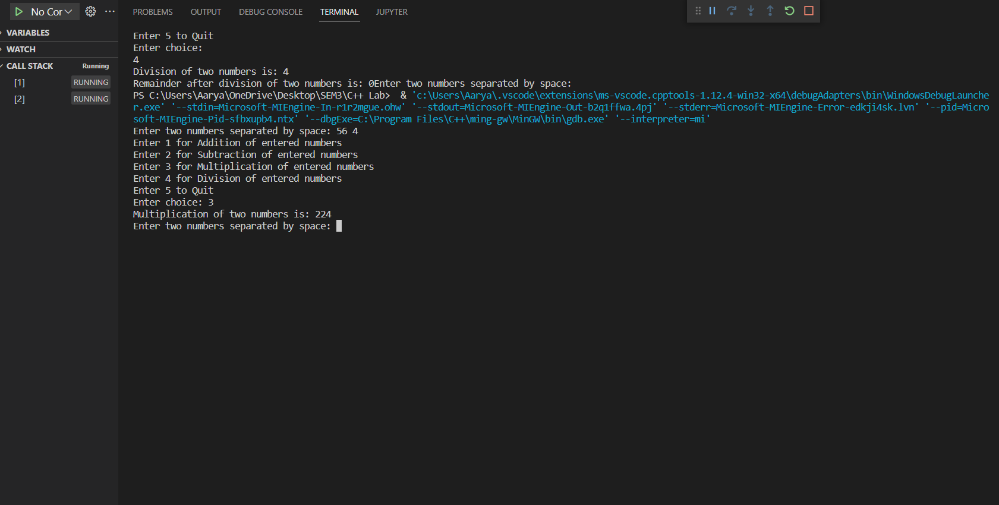 No Cor
PROBLEMS OUTPUT DEBUG CONSOLE TERMINAL JUPYTER
VARIABLES
WATCH
CALL STACK Running
[1] RUNNING
[2] RUNNING
Enter 5 to Quit
Enter choice:
4
Division of two numbers is: 4
Remainder after division of two numbers is: 0Enter two numbers separated by space:
PS C:\Users\Aarya\OneDrive\Desktop\SEM3\C++ Lab>  & 'c:\Users\Aarya\.vscode\extensions\ms-vscode.cpptools-1.12.4-win32-x64\debugAdapters\bin\WindowsDebugLaunche
r.exe' '--stdin=Microsoft-MIEngine-In-r1r2mgue.ohw' '--stdout=Microsoft-MIEngine-Out-b2q1ffwa.4pj' '--stderr=Microsoft-MIEngine-Error-edkji4sk.lvn' '--pid=Micro
soft-MIEngine-Pid-sfbxupb4.ntx' '--dbgExe=C:\Program Files\C++\ming-gw\MinGW\bin\gdb.exe' '--interpreter=mi'
Enter two numbers separated by space: 56 4
Enter 1 for Addition of entered numbers
Enter 2 for Subtraction of entered numbers
Enter 3 for Multiplication of entered numbers
Enter 4 for Division of entered numbers
Enter 5 to Quit
Enter choice: 3
Multiplication of two numbers is: 224
Enter two numbers separated by space: